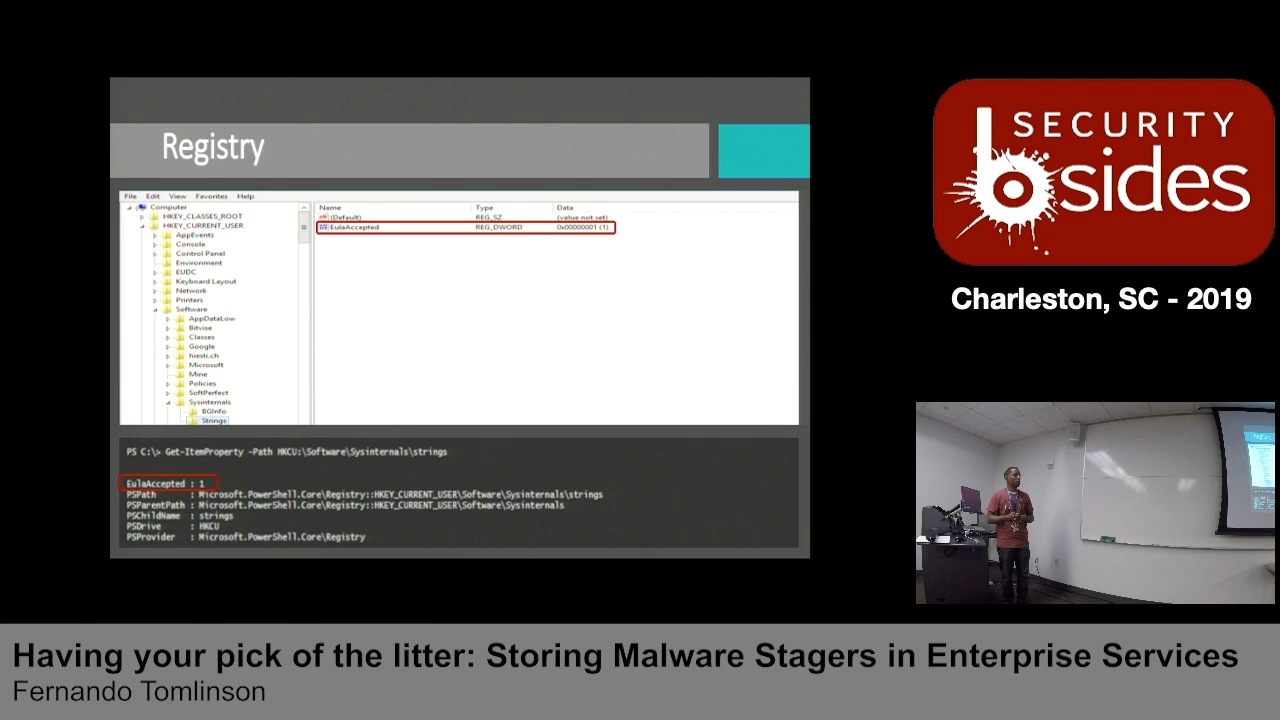 Registry
File Edit View Favorites Help
Computer
HKEY_CLASSES_ROOT
HKEY_CURRENT_USER
AppEvents
Console
Control Panel
Environment
EUDC
Keyboard Layout
Network
Printers
Software
AppDataLow
Bitvise
Classes
Google
hiesti.ch
Microsoft
Mine
Policies
SoftPerfect
Sysinternals
BGInfo
Strings
Name Type Data
(Default) REG_SZ (value not set)
EulaAccepted REG_DWORD 0x00000001 (1)
PS C:\> Get-ItemProperty -Path HKCU:\Software\Sysinternals\strings
EulaAccepted : 1
PSPath : Microsoft.PowerShell.Core\Registry::HKEY_CURRENT_USER\Software\Sysinternals\strings
PSParentPath : Microsoft.PowerShell.Core\Registry::HKEY_CURRENT_USER\Software\Sysinternals
PSChildName : strings
PSDrive : HKCU
PSProvider : Microsoft.PowerShell.Core\Registry
SECURITY
bsides
Charleston, SC - 2019
Having your pick of the litter: Storing Malware Stagers in Enterprise Services
Fernando Tomlinson